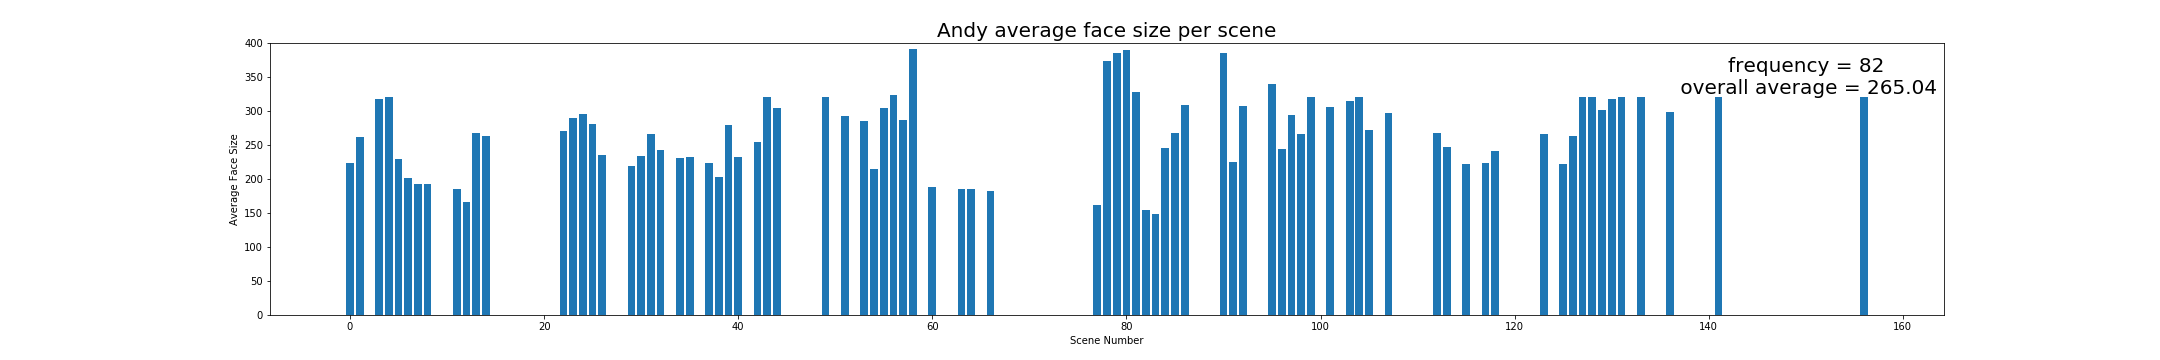 Andy average face size per scene
frequency = 82
overall average = 265.04
Average Face Size
400
350
300
250
200
150
100
50
0
0 20 40 60 80 100 120 140 160
Scene Number